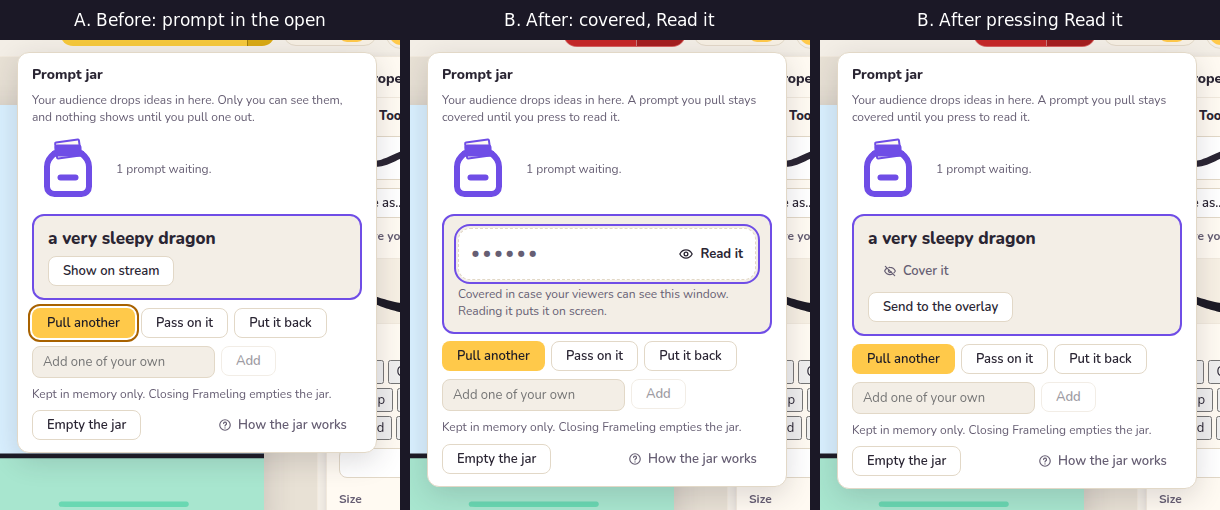 A. Before: prompt in the open
Prompt jar
Your audience drops ideas in here. Only you can see them,
and nothing shows until you pull one out.
1 prompt waiting.
a very sleepy dragon
Show on stream
Pull another
Pass on it
Put it back
Add one of your own
Add
Kept in memory only. Closing Frameling empties the jar.
Empty the jar
How the jar works
Size
B. After: covered, Read it
Prompt jar
Your audience drops ideas in here. A prompt you pull stays
covered until you press to read it.
1 prompt waiting.
Read it
Covered in case your viewers can see this window.
Reading it puts it on screen.
Pull another
Pass on it
Put it back
Add one of your own
Add
Kept in memory only. Closing Frameling empties the jar.
Empty the jar
How the jar works
Size
B. After pressing Read it
Prompt jar
Your audience drops ideas in here. A prompt you pull stays
covered until you press to read it.
1 prompt waiting.
a very sleepy dragon
Cover it
Send to the overlay
Pull another
Pass on it
Put it back
Add one of your own
Add
Kept in memory only. Closing Frameling empties the jar.
Empty the jar
How the jar works
Size